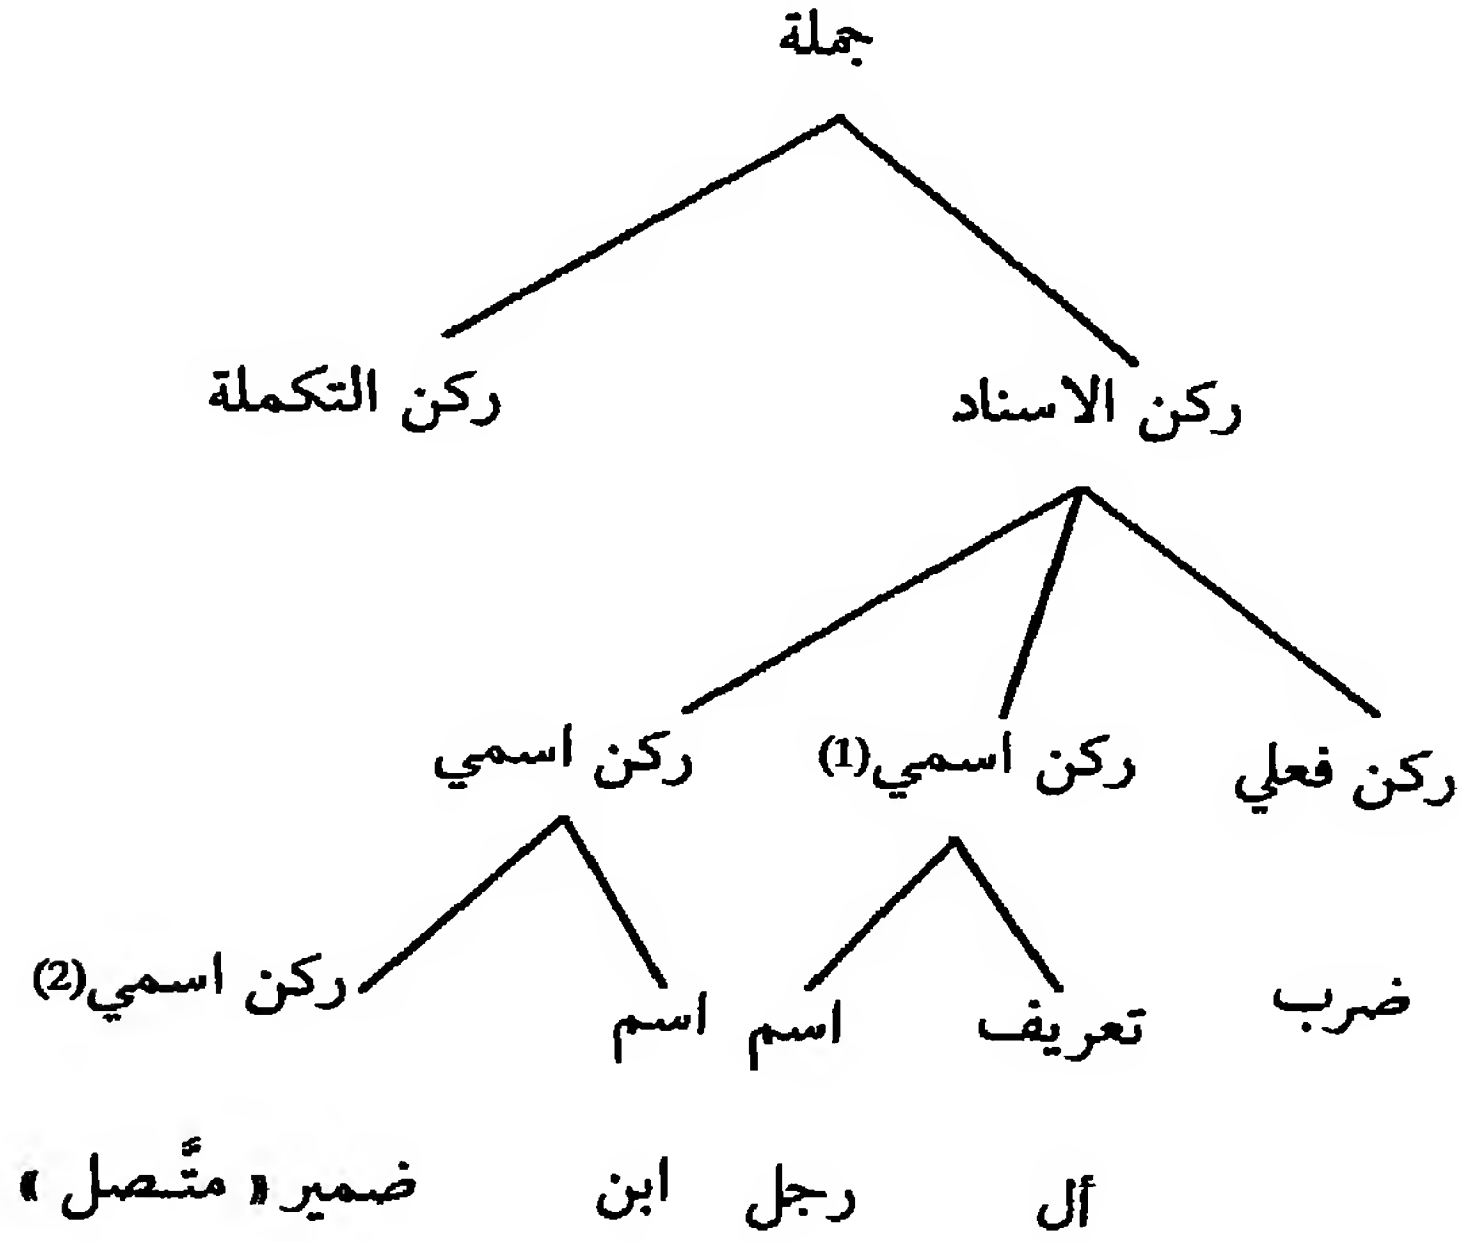 جملة
ركن الاسناد ركن التكملة
ركن فعلي ركن اسمي(1) ركن اسمي
ضرب تعريف اسم اسم ركن اسمي(2)
أل رجل ابن ضمير « متَّصل »